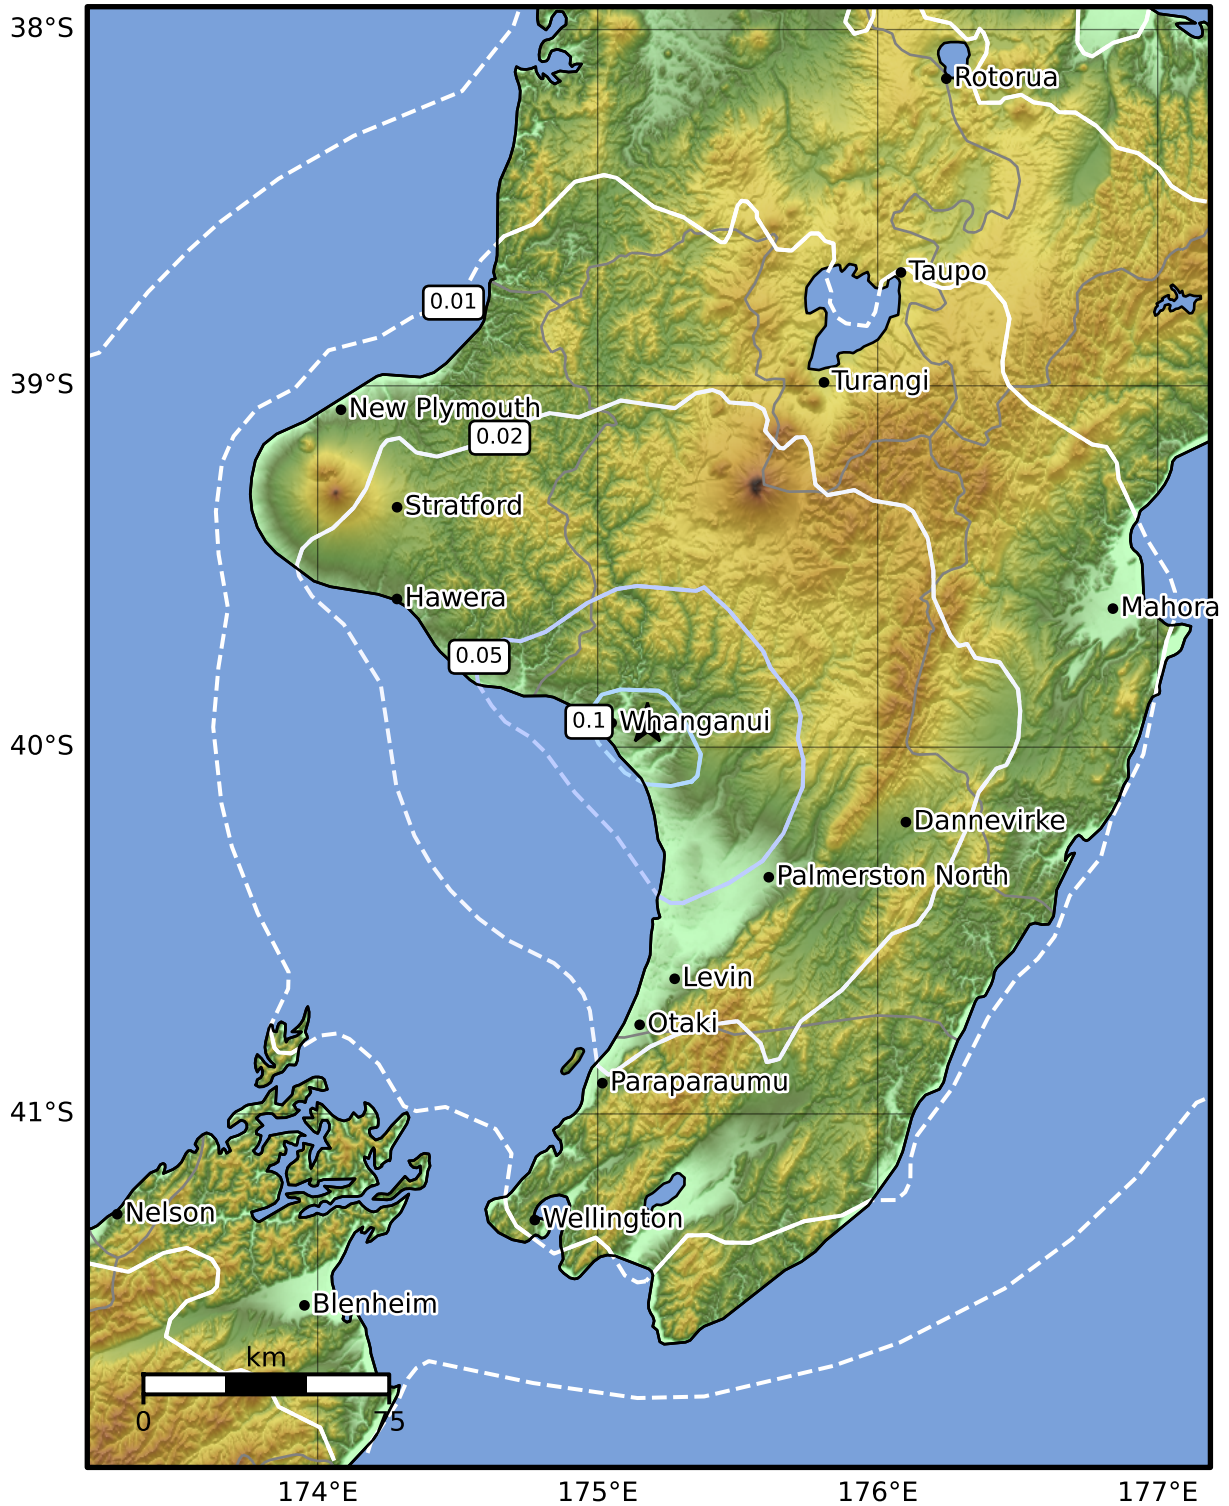 38°S
Rotorua
Taupo
0.01
39°S
Turangi
New Plymouth
0.02
Stratford
Hawera
Mahora
0.05
0.1
Whanganui
40°S
Dannevirke
Palmerston North
Levin
Otaki
Paraparaumu
41°S
Nelson
Wellington
Blenheim
km
0
75
174°E
175°E
176°E
177°E